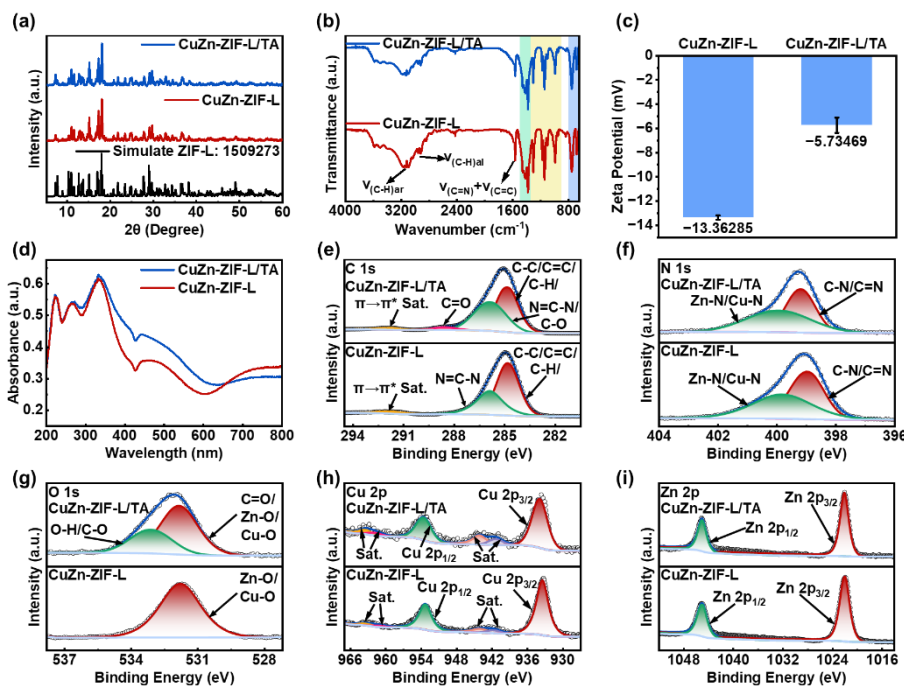 (a)
CuZn-ZIF-L/TA
CuZn-ZIF-L
Simulate ZIF-L: 1509273
Intensity (a.u.)
10 20 30 40 50 60
2θ (Degree)
(b)
CuZn-ZIF-L/TA
CuZn-ZIF-L
V(C-H)al
V(C-H)ar
V(C=N)+V(C=C)
Transmittance (a.u.)
4000 3200 2400 1600 800
Wavenumber (cm-1)
(c)
CuZn-ZIF-L CuZn-ZIF-L/TA
0
−2
−4
−6
−8
−10
−12
−14
−5.73469
−13.36285
Zeta Potential (mV)
(d)
CuZn-ZIF-L/TA
CuZn-ZIF-L
0.6
0.5
0.4
0.3
0.2
Absorbance (a.u.)
200 300 400 500 600 700 800
Wavelength (nm)
(e)
C 1s
CuZn-ZIF-L/TA
π→π* Sat.
C=O
C-C/C=C/
C-H/
N=C-N/
C-O
CuZn-ZIF-L
π→π* Sat.
N=C-N
C-C/C=C/
C-H/
Intensity (a.u.)
294 291 288 285 282
Binding Energy (eV)
(f)
N 1s
CuZn-ZIF-L/TA
Zn-N/Cu-N
C-N/C=N
CuZn-ZIF-L
Zn-N/Cu-N
C-N/C=N
Intensity (a.u.)
404 402 400 398 396
Binding Energy (eV)
(g)
O 1s
CuZn-ZIF-L/TA
O-H/C-O
C=O/
Zn-O/
Cu-O
CuZn-ZIF-L
Zn-O/
Cu-O
Intensity (a.u.)
537 534 531 528
Binding Energy (eV)
(h)
Cu 2p
CuZn-ZIF-L/TA
Cu 2p3/2
Sat.
Cu 2p1/2
Sat.
CuZn-ZIF-L
Sat.
Cu 2p1/2
Sat.
Cu 2p3/2
Intensity (a.u.)
966 960 954 948 942 936 930
Binding Energy (eV)
(i)
Zn 2p
CuZn-ZIF-L/TA
Zn 2p3/2
Zn 2p1/2
CuZn-ZIF-L
Zn 2p1/2
Zn 2p3/2
Intensity (a.u.)
1048 1040 1032 1024 1016
Binding Energy (eV)